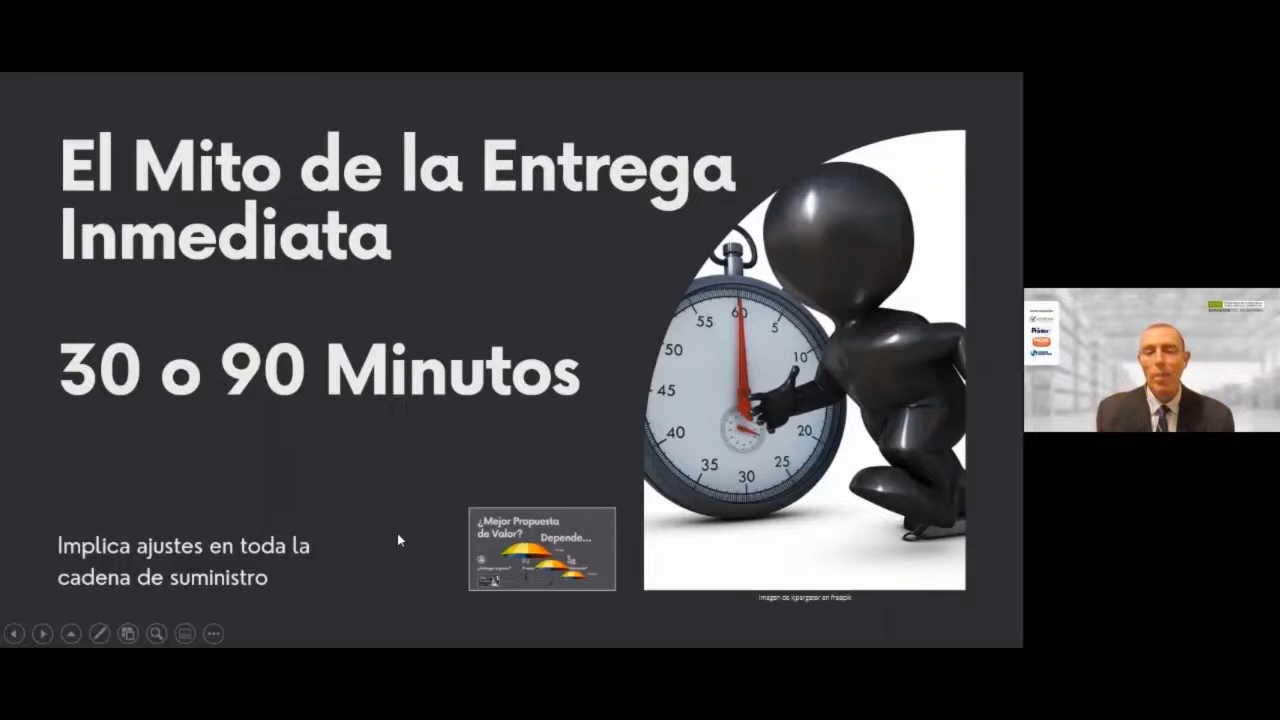 El Mito de la Entrega
Inmediata
30 o 90 Minutos
Implica ajustes en toda la
cadena de suministro
¿Mejor Propuesta
de Valor?
Depende...
60
5
10
20
25
30
35
40
45
50
55
Imagen de kjpargeter en freepik